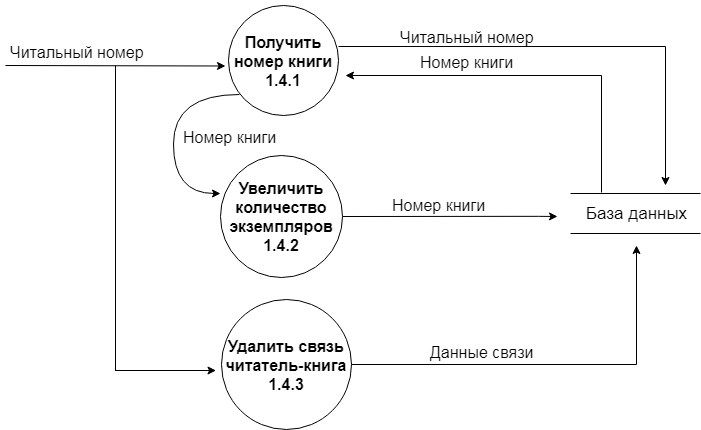 Читальный номер
Получить
номер книги
1.4.1
Читальный номер
Номер книги
Номер книги
Увеличить
количество
экземпляров
1.4.2
Номер книги
База данных
Удалить связь
читатель-книга
1.4.3
Данные связи